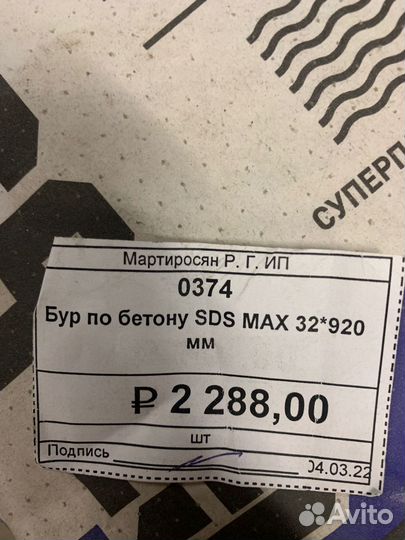 СУПЕРП
Мартиросян Р. Г. ИП
0374
Бур по бетону SDS MAX 32*920
мм
₽ 2 288,00
шт
Подпись
04.03.22
Avito